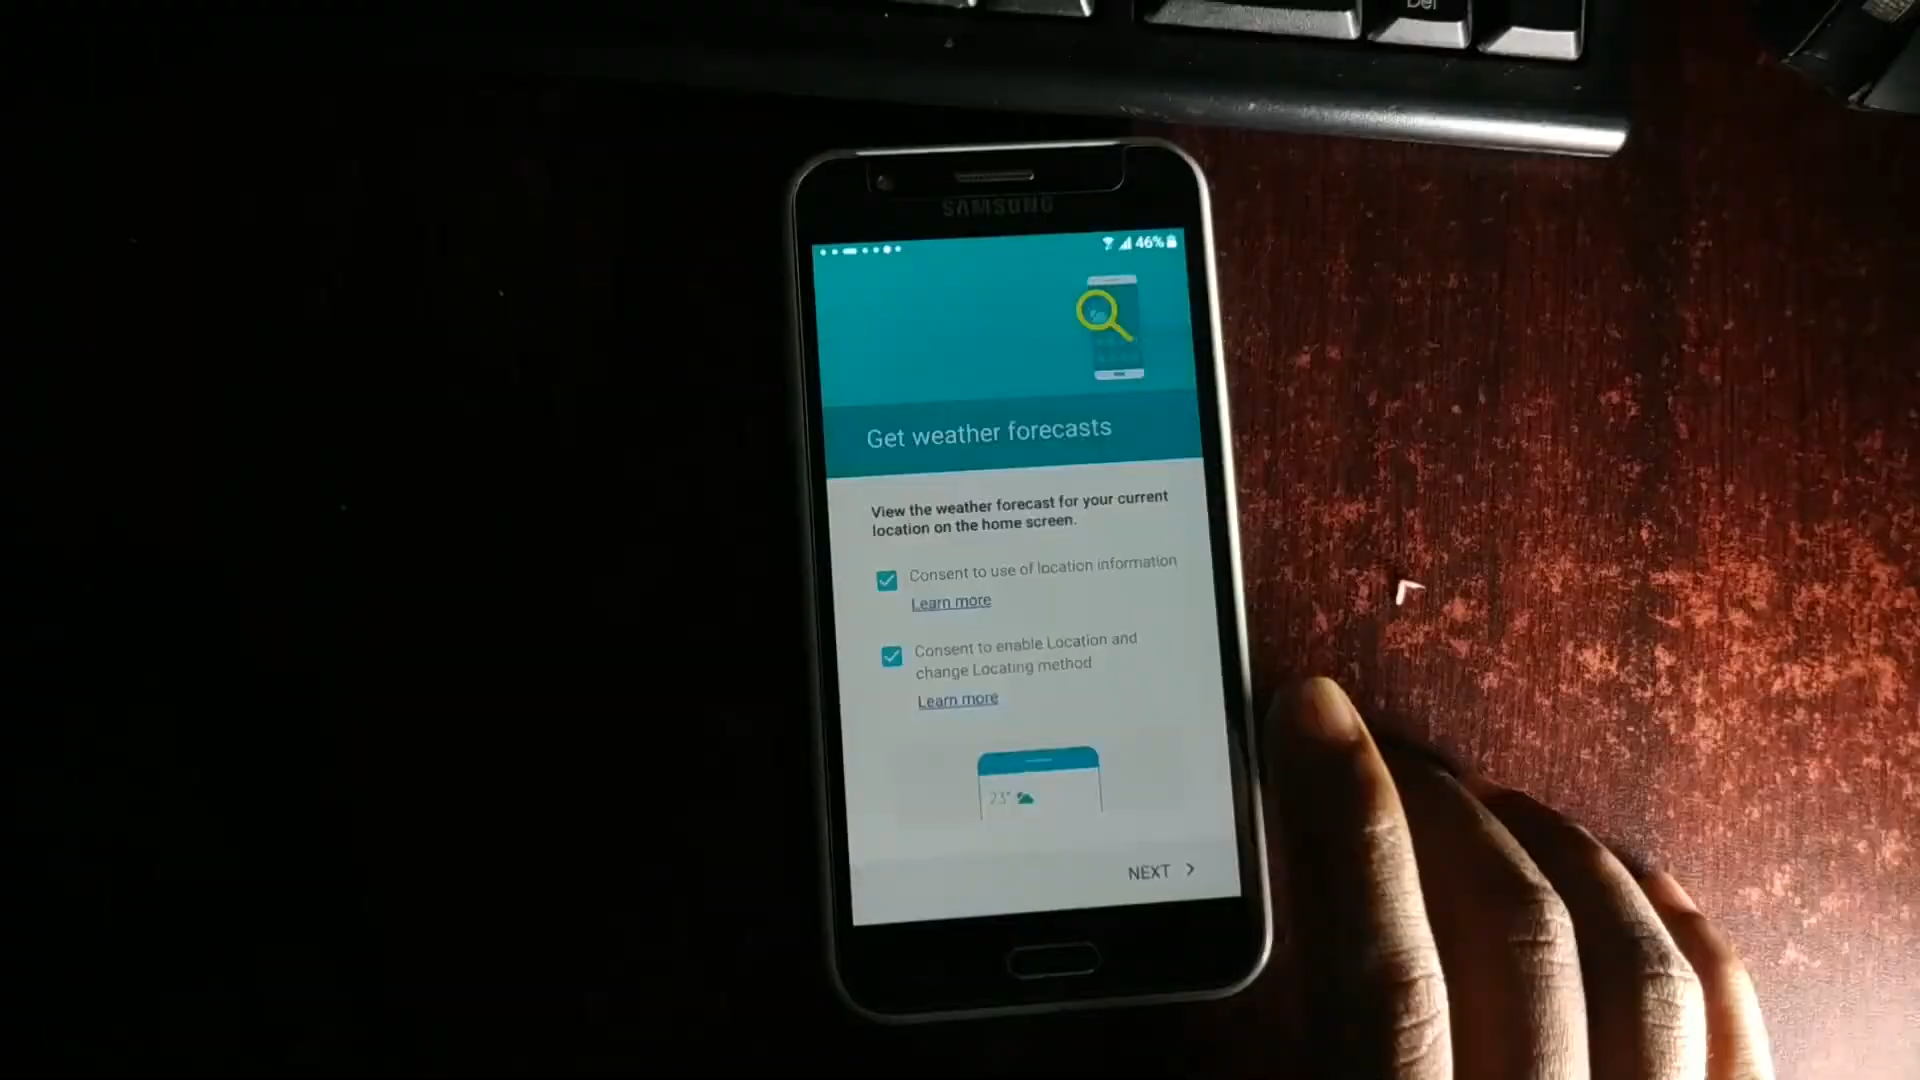 Del
SAMSUNG
46%
Get weather forecasts
View the weather forecast for your current
location on the home screen.
Consent to use of location information
Learn more
Consent to enable Location and
change Locating method
Learn more
23°
NEXT